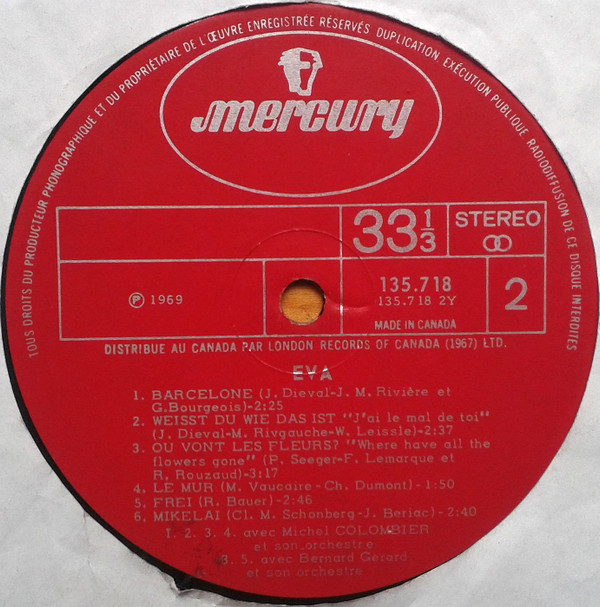 TOUS DROITS DU PRODUCTEUR PHONOGRAPHIQUE ET DU PROPRIÉTAIRE DE L'ŒUVRE ENREGISTRÉE RÉSERVÉS DUPLICATION EXÉCUTION PUBLIQUE RADIODIFFUSION DE CE DISQUE INTERDITES
mercury
33 1/3
STEREO
℗ 1969
135.718
135.718 2Y
MADE IN CANADA
2
DISTRIBUE AU CANADA PAR LONDON RECORDS OF CANADA (1967) LTD.
EVA
1. BARCELONE (J. Dieval-J. M. Rivière et
G.Bourgeois)-2:25
2. WEISST DU WIE DAS IST "J'ai le mal de toi"
(J. Dieval-M. Rivgauche-W. Leissle)-2:37
3. OU VONT LES FLEURS? "Where have all the
flowers gone" (P. Seeger-F. Lemarque et
R. Rouzaud)-3:17
4. LE MUR (M. Vaucaire - Ch. Dumont)-1:50
5. FREI (R. Bauer)-2:46
6. MIKELAI (Cl. M. Schonberg-J. Beriac)-2:40
1. 2. 3. 4. avec Michel COLOMBIER
et son orchestre
3. 5. avec Bernard Gerard
et son orchestre